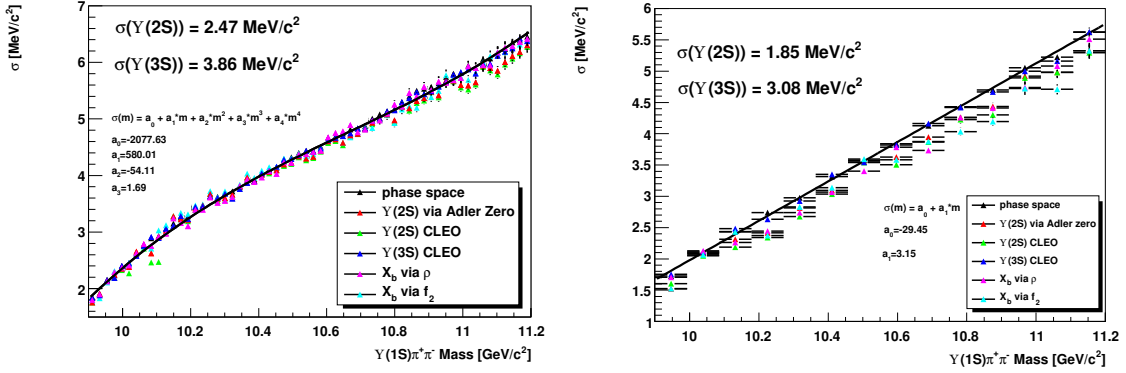 σ [MeV/c²]
7
6
5
4
3
2
σ(ϒ(2S)) = 2.47 MeV/c²
σ(ϒ(3S)) = 3.86 MeV/c²
σ(m) = a₀ + a₁*m + a₂*m² + a₃*m³ + a₄*m⁴
a₀=-2077.63
a₁=580.01
a₂=-54.11
a₃=1.69
phase space
ϒ(2S) via Adler Zero
ϒ(2S) CLEO
ϒ(3S) CLEO
X_b via ρ
X_b via f₂
10 10.2 10.4 10.6 10.8 11 11.2
ϒ(1S)π⁺π⁻ Mass [GeV/c²]
σ [MeV/c²]
6
5.5
5
4.5
4
3.5
3
2.5
2
1.5
1
σ(ϒ(2S)) = 1.85 MeV/c²
σ(ϒ(3S)) = 3.08 MeV/c²
σ(m) = a₀ + a₁*m
a₀=-29.45
a₁=3.15
phase space
ϒ(2S) via Adler zero
ϒ(2S) CLEO
ϒ(3S) CLEO
X_b via ρ
X_b via f₂
10 10.2 10.4 10.6 10.8 11 11.2
ϒ(1S)π⁺π⁻ Mass [GeV/c²]